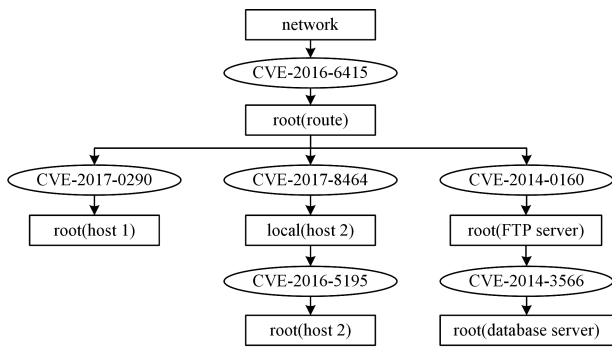 network
CVE-2016-6415
root(route)
CVE-2017-0290
CVE-2017-8464
CVE-2014-0160
root(host 1)
local(host 2)
root(FTP server)
CVE-2016-5195
CVE-2014-3566
root(host 2)
root(database server)